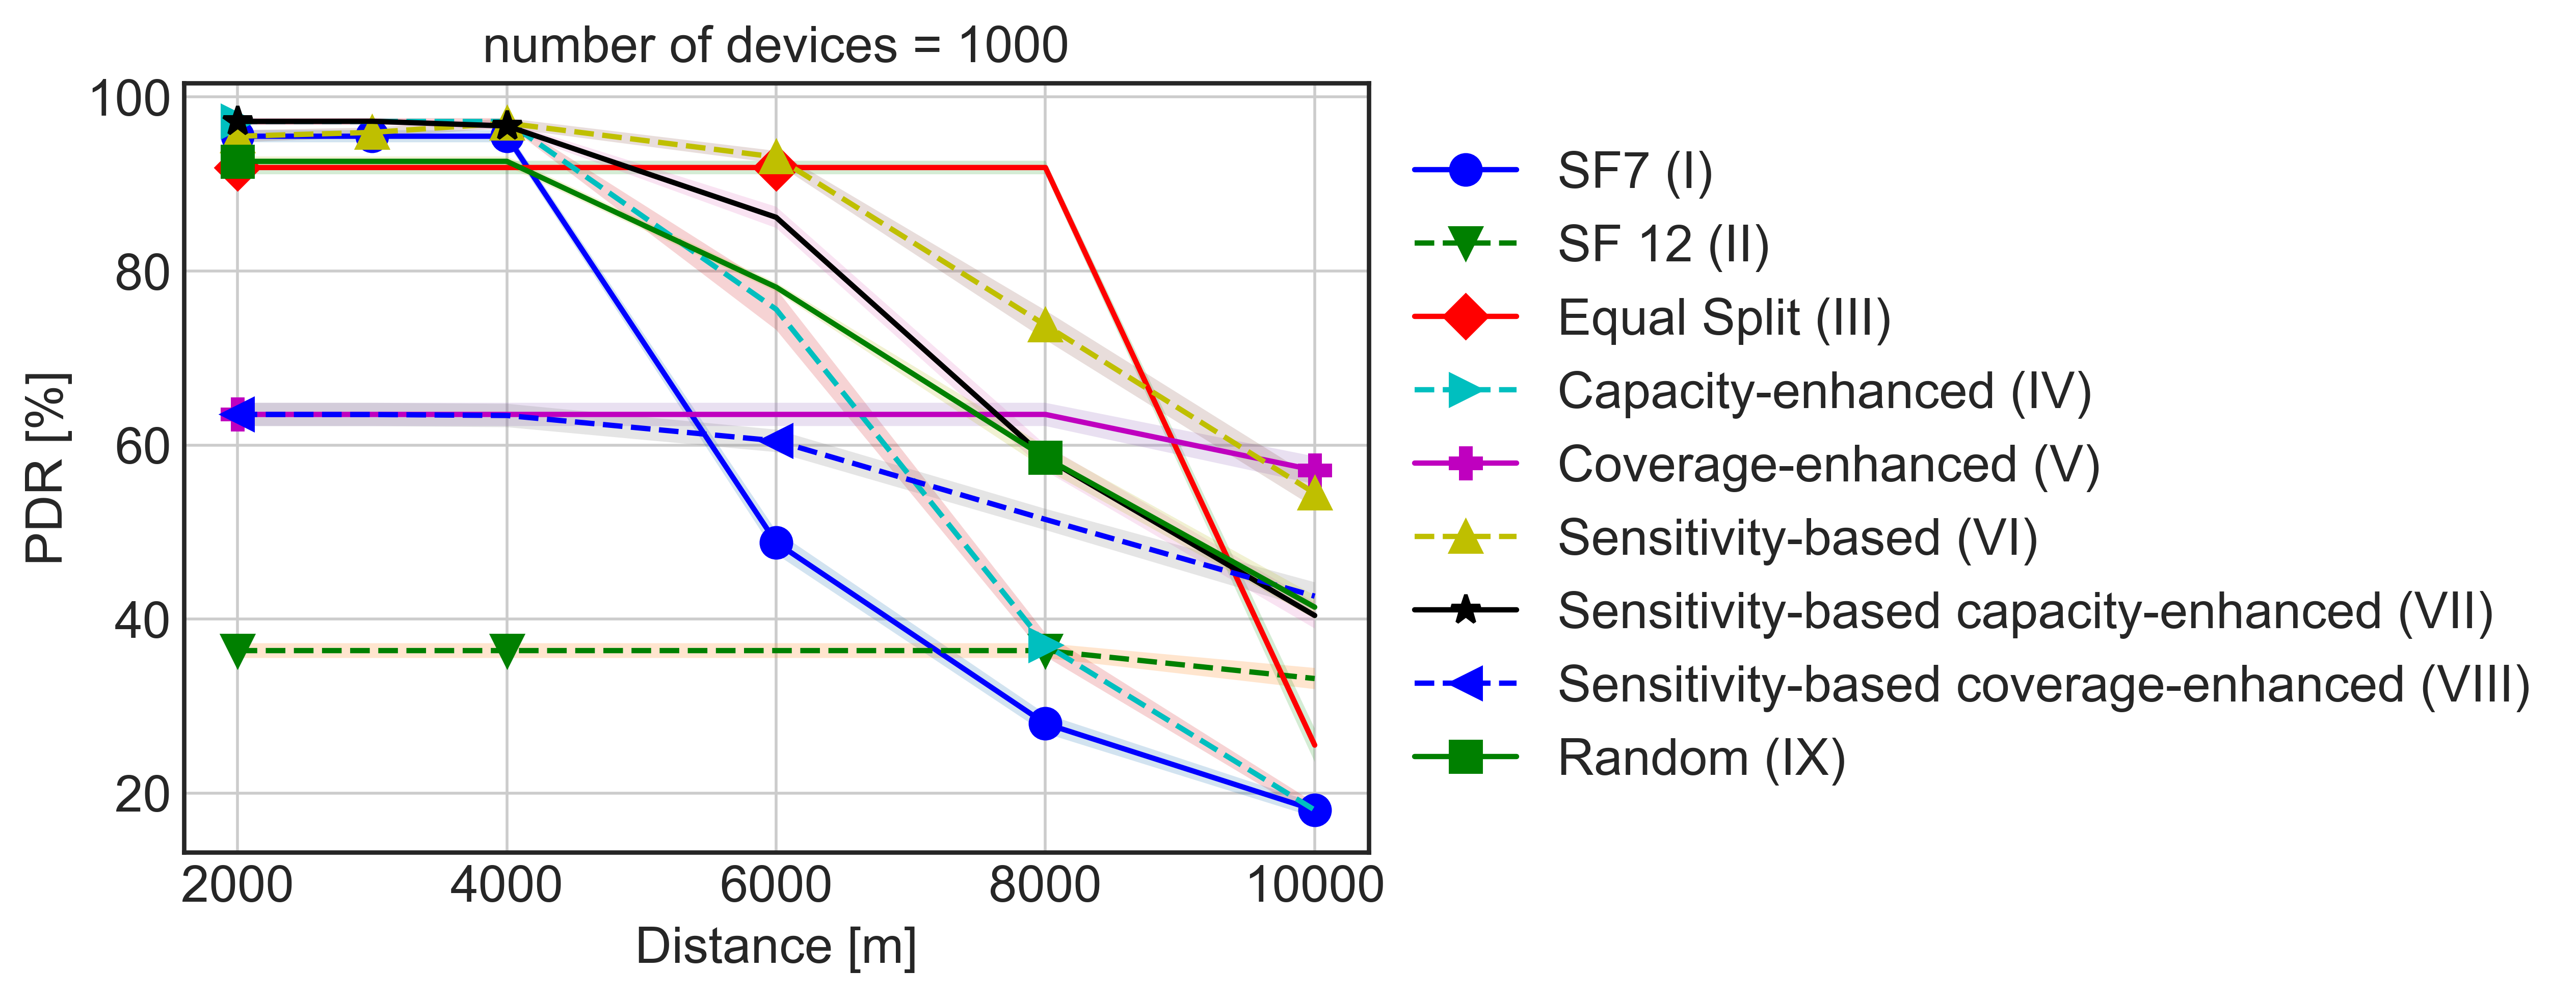 number of devices = 1000
100
80
60
40
20
PDR [%]
2000 4000 6000 8000 10000
Distance [m]
SF7 (I)
SF 12 (II)
Equal Split (III)
Capacity-enhanced (IV)
Coverage-enhanced (V)
Sensitivity-based (VI)
Sensitivity-based capacity-enhanced (VII)
Sensitivity-based coverage-enhanced (VIII)
Random (IX)